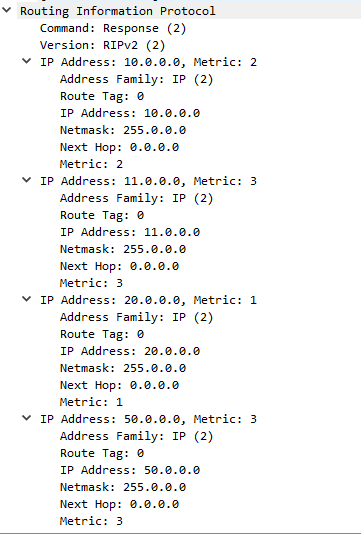 Routing Information Protocol
Command: Response (2)
Version: RIPv2 (2)
IP Address: 10.0.0.0, Metric: 2
Address Family: IP (2)
Route Tag: 0
IP Address: 10.0.0.0
Netmask: 255.0.0.0
Next Hop: 0.0.0.0
Metric: 2
IP Address: 11.0.0.0, Metric: 3
Address Family: IP (2)
Route Tag: 0
IP Address: 11.0.0.0
Netmask: 255.0.0.0
Next Hop: 0.0.0.0
Metric: 3
IP Address: 20.0.0.0, Metric: 1
Address Family: IP (2)
Route Tag: 0
IP Address: 20.0.0.0
Netmask: 255.0.0.0
Next Hop: 0.0.0.0
Metric: 1
IP Address: 50.0.0.0, Metric: 3
Address Family: IP (2)
Route Tag: 0
IP Address: 50.0.0.0
Netmask: 255.0.0.0
Next Hop: 0.0.0.0
Metric: 3